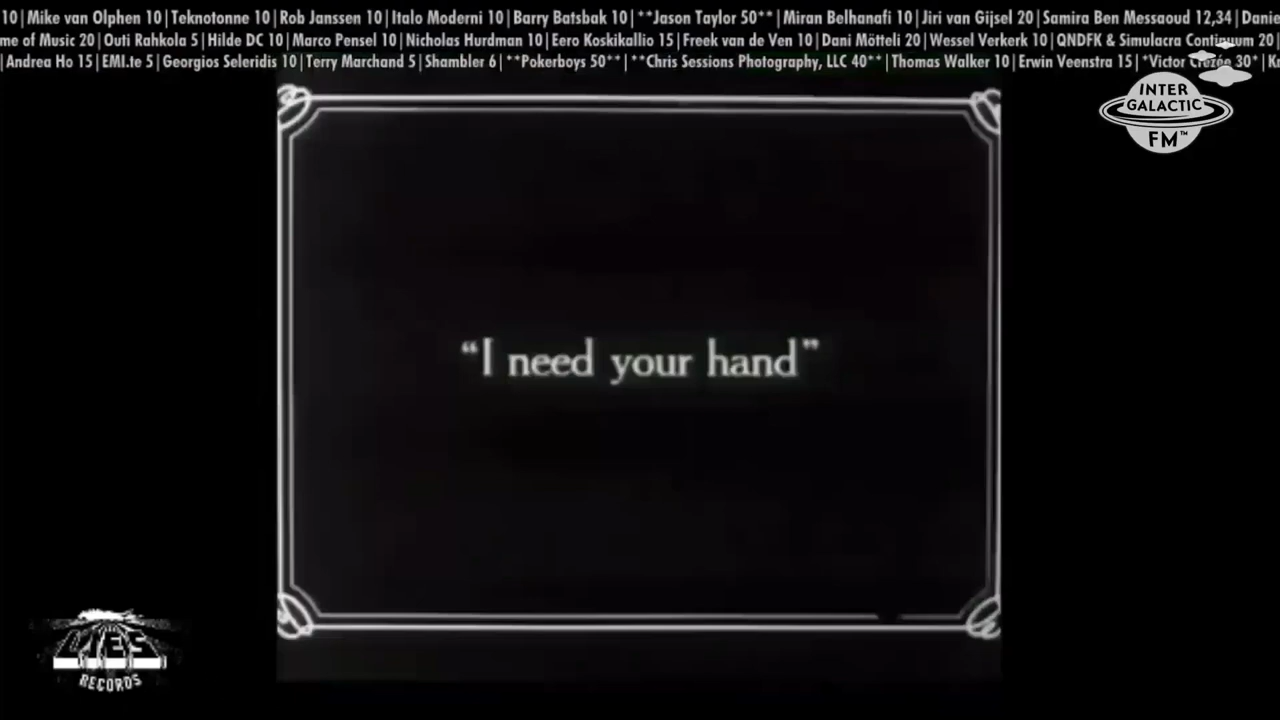 10 | Mike van Olphen 10 | Teknotonne 10 | Rob Janssen 10 | Italo Moderni 10 | Barry Batsbak 10 | **Jason Taylor 50** | Miran Belhanafi 10 | Jiri van Gijsel 20 | Samira Ben Messaoud 12,34 | Danie
me of Music 20 | Outi Rahkola 5 | Hilde DC 10 | Marco Pensel 10 | Nicholas Hurdman 10 | Eero Koskikallio 15 | Freek van de Ven 10 | Dani Mötteli 20 | Wessel Verkerk 10 | QNDFK & Simulacra Continuum 20 |
| Andrea Ho 15 | EMI.te 5 | Georgios Seleridis 10 | Terry Marchand 5 | Shambler 6 | **Pokerboys 50** | **Chris Sessions Photography, LLC 40** | Thomas Walker 10 | Erwin Veenstra 15 | *Victor Crezée 30* | Kr
INTER
GALACTIC
FM™
“I need your hand”
L.I.E.S
RECORDS